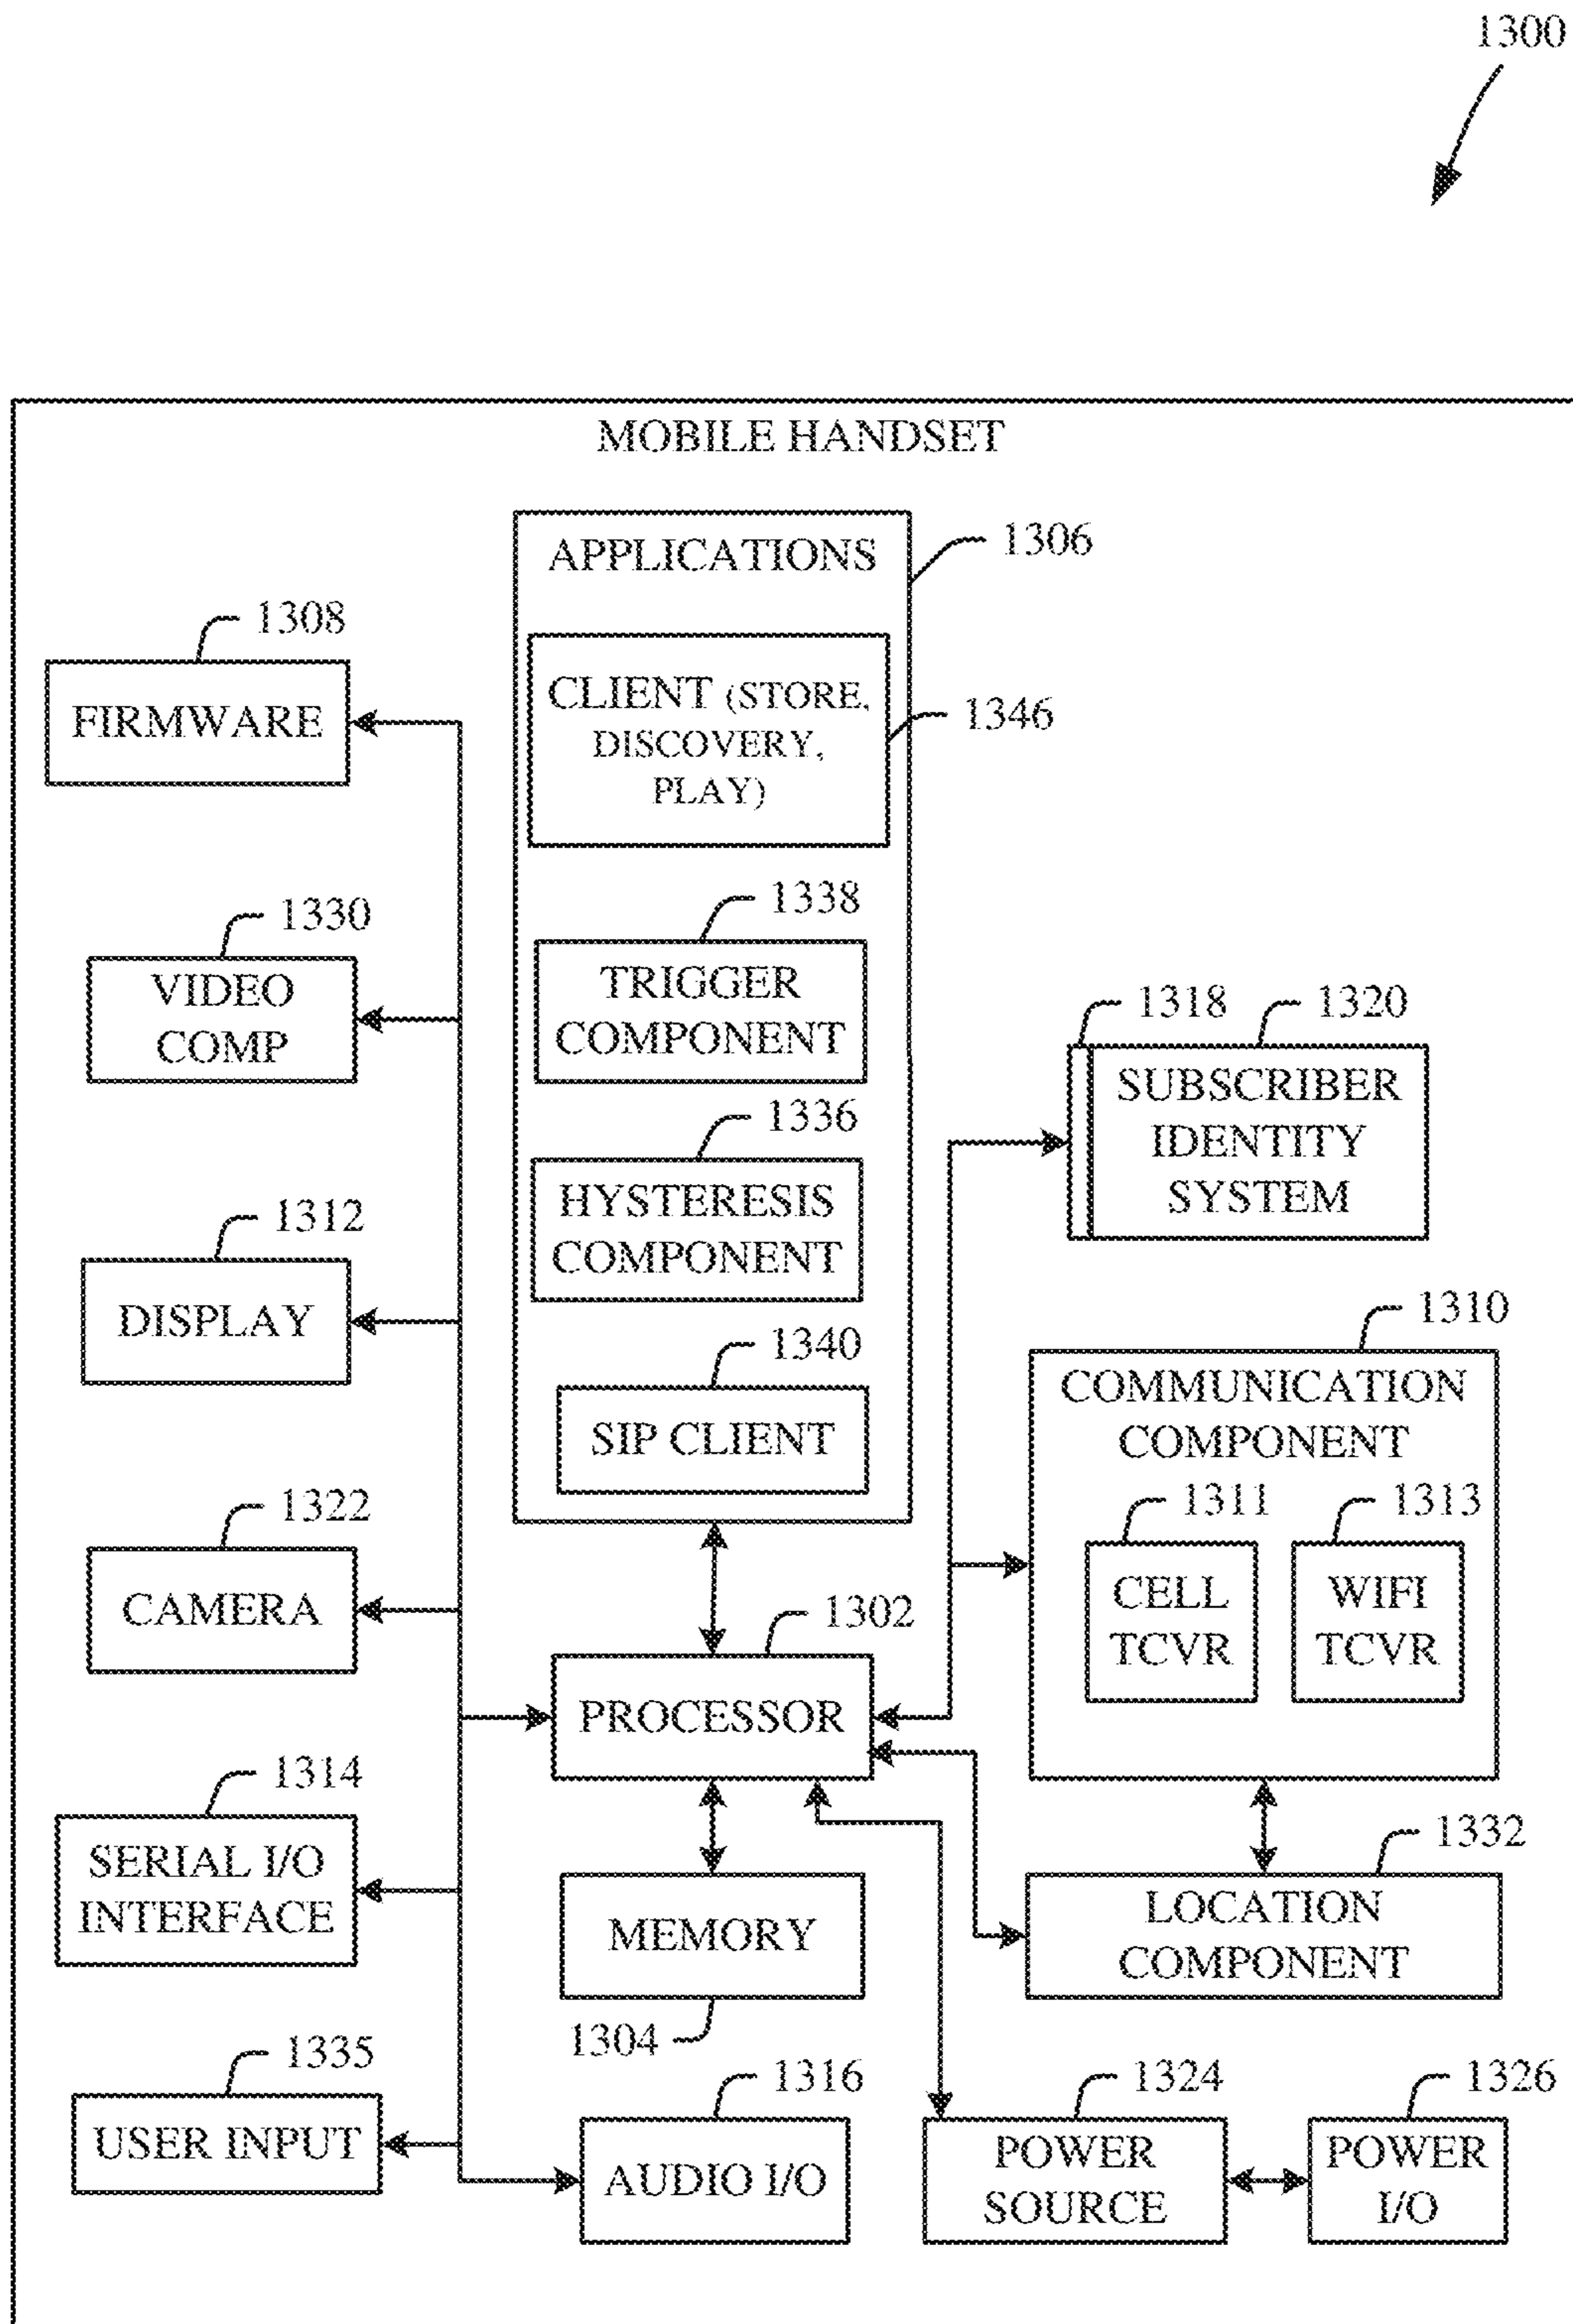 1300
MOBILE HANDSET
APPLICATIONS
1306
CLIENT (STORE,
DISCOVERY,
PLAY)
1346
1308
FIRMWARE
1338
TRIGGER
COMPONENT
1330
VIDEO
COMP
1318
1320
SUBSCRIBER
IDENTITY
SYSTEM
1336
HYSTERESIS
COMPONENT
1312
DISPLAY
1310
COMMUNICATION
COMPONENT
1340
SIP CLIENT
1311
CELL
TCVR
1313
WIFI
TCVR
1322
CAMERA
1302
PROCESSOR
1314
SERIAL I/O
INTERFACE
MEMORY
1304
1332
LOCATION
COMPONENT
1335
USER INPUT
1316
AUDIO I/O
1324
POWER
SOURCE
1326
POWER
I/O